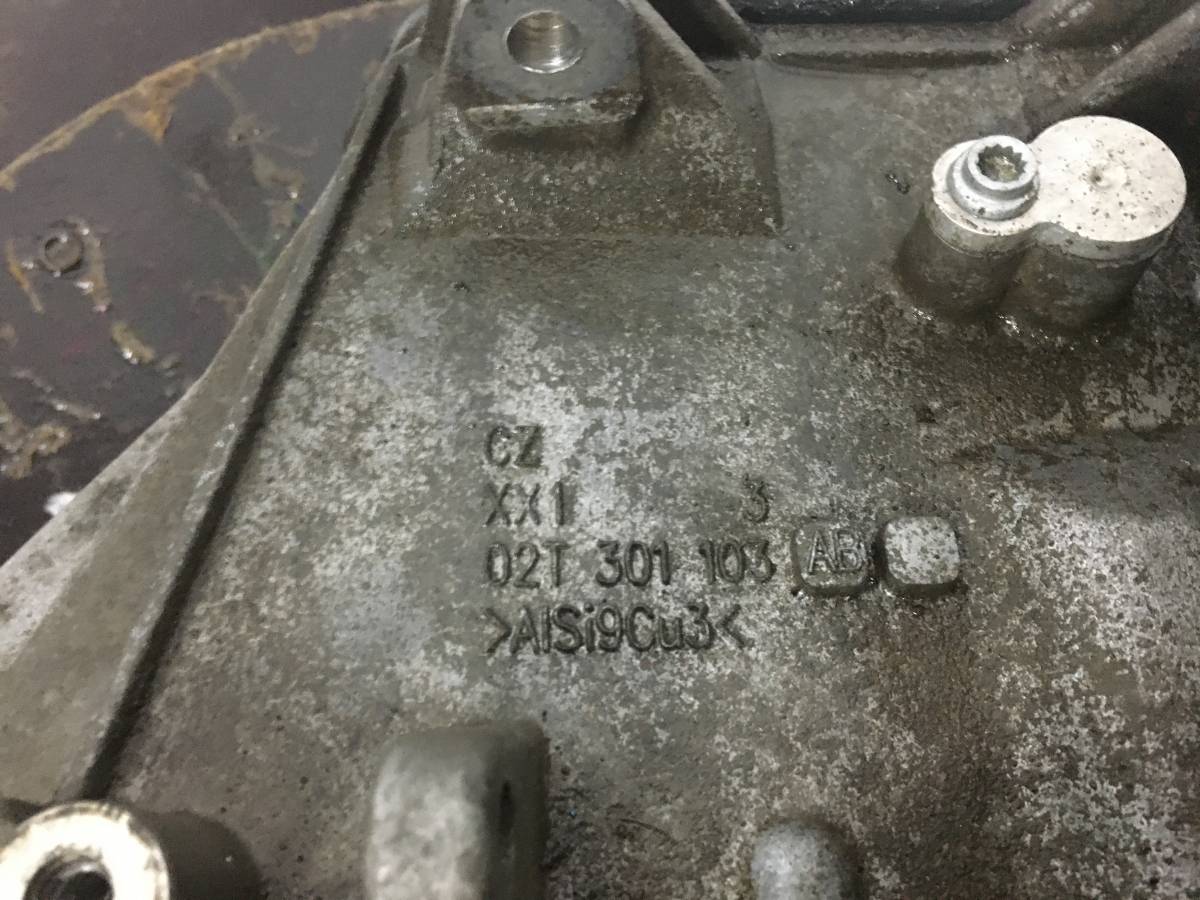 CZ
XX1 3
02T 301 103 AB
>AlSi9Cu3<